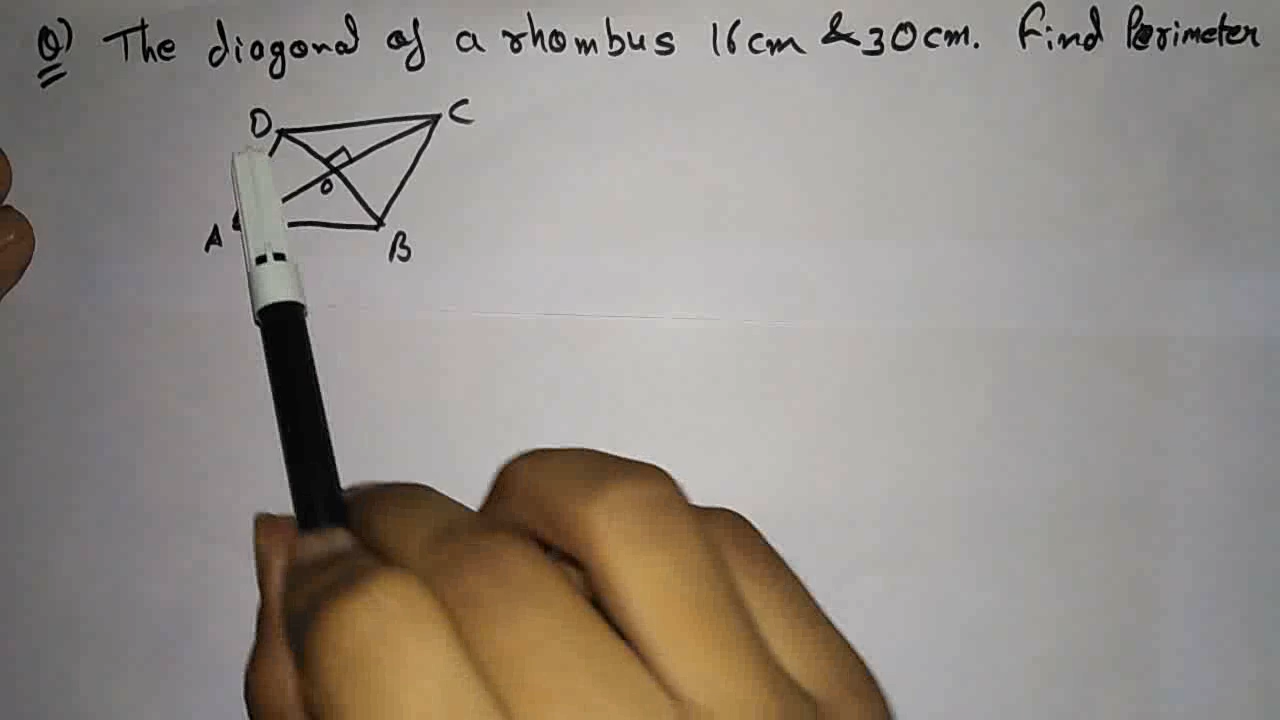 Q) The diagonal of a rhombus 16cm & 30cm. Find Perimeter
D C
O
A B